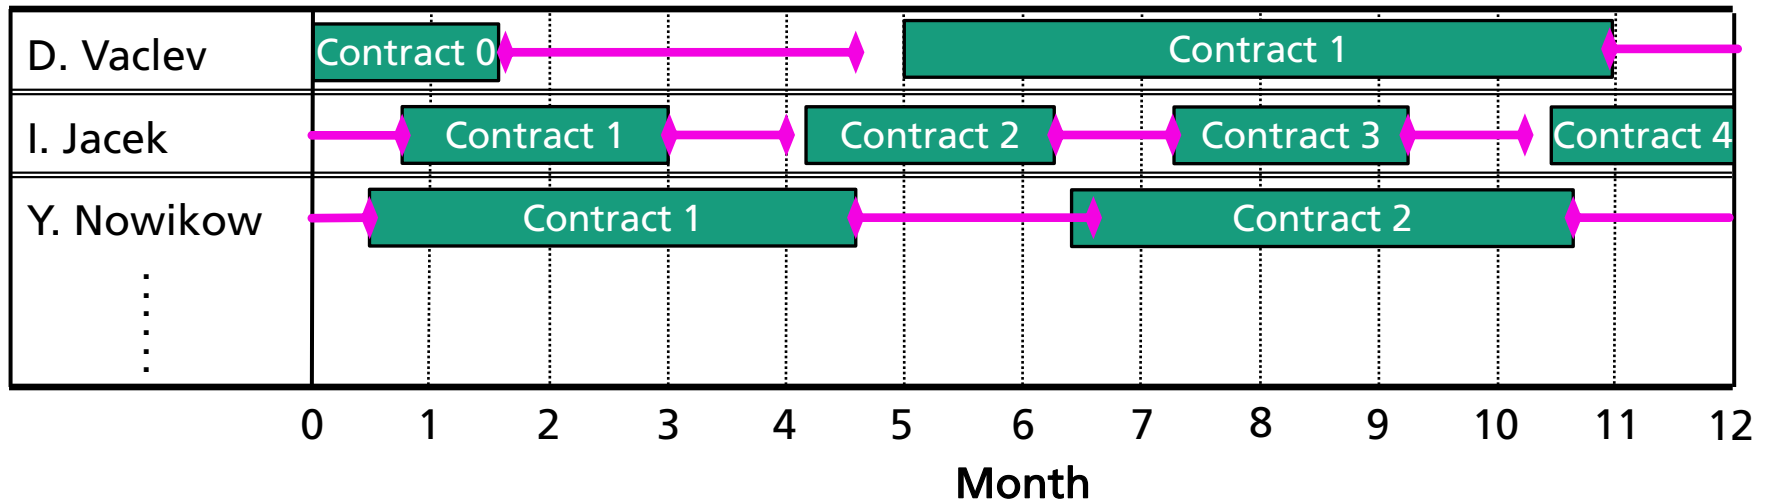 D. Vaclev Contract 0 Contract 1
I. Jacek Contract 1 Contract 2 Contract 3 Contract 4
Y. Nowikow Contract 1 Contract 2
0 1 2 3 4 5 6 7 8 9 10 11 12
Month